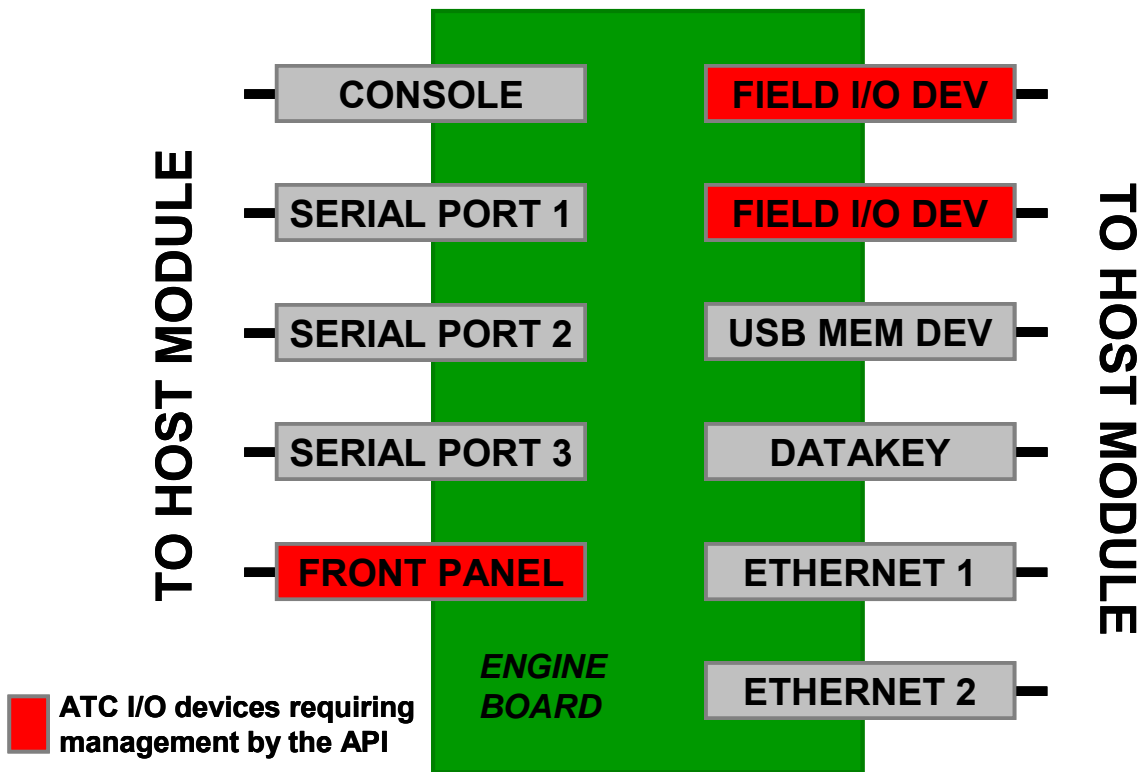 TO HOST MODULE
CONSOLE
SERIAL PORT 1
SERIAL PORT 2
SERIAL PORT 3
FRONT PANEL
FIELD I/O DEV
FIELD I/O DEV
USB MEM DEV
DATAKEY
ETHERNET 1
ETHERNET 2
TO HOST MODULE
ENGINE
BOARD
ATC I/O devices requiring
management by the API